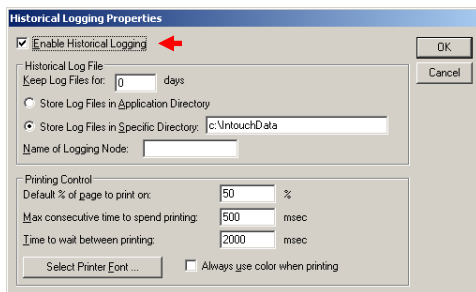 Historical Logging Properties
Enable Historical Logging
OK
Cancel
Historical Log File
Keep Log Files for: 0 days
Store Log Files in Application Directory
Store Log Files in Specific Directory: c:\IntouchData
Name of Logging Node:
Printing Control
Default % of page to print on: 50 %
Max consecutive time to spend printing: 500 msec
Time to wait between printing: 2000 msec
Select Printer Font ... Always use color when printing